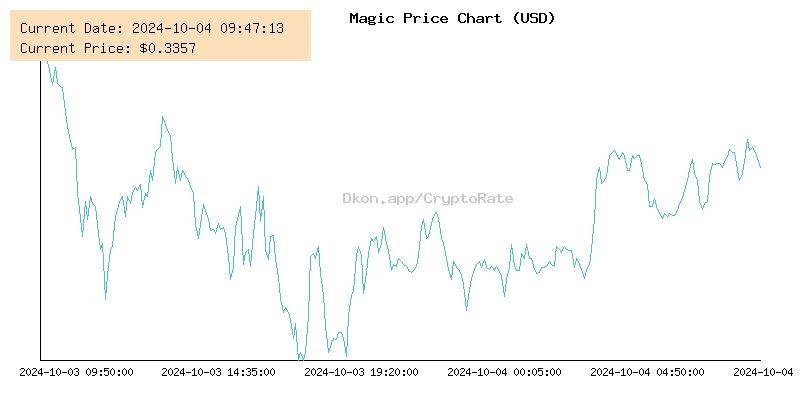 Magic Price Chart (USD)
Current Date: 2024-10-04 09:47:13
Current Price: $0.3357
Dkon.app/CryptoRate
2024-10-03 09:50:00 2024-10-03 14:35:00 2024-10-03 19:20:00 2024-10-04 00:05:00 2024-10-04 04:50:00 2024-10-04